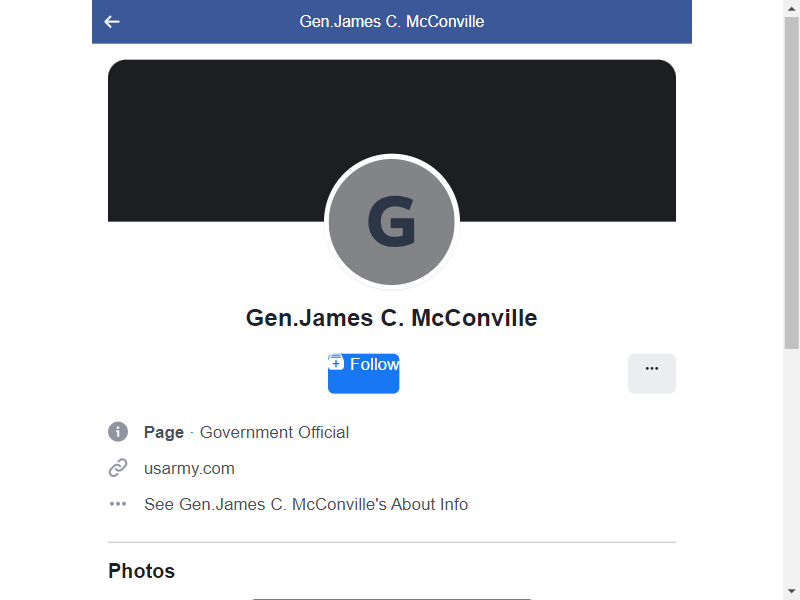 Gen.James C. McConville
G
Gen.James C. McConville
Follow
...
Page · Government Official
usarmy.com
See Gen.James C. McConville's About Info
Photos